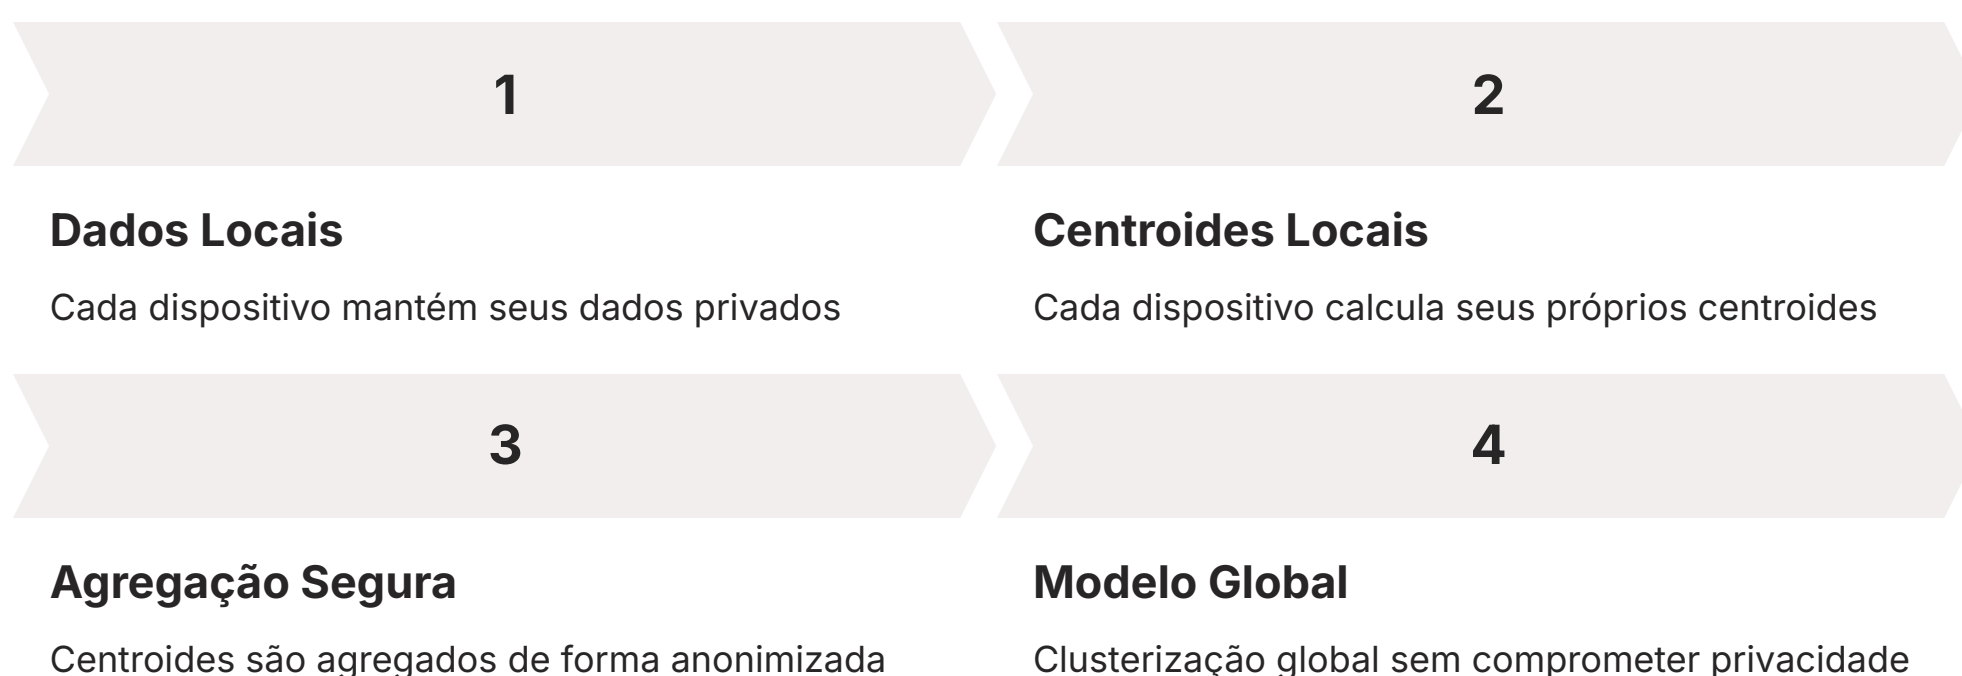 1
2
Dados Locais
Cada dispositivo mantém seus dados privados
Centroides Locais
Cada dispositivo calcula seus próprios centroides
3
4
Agregação Segura
Centroides são agregados de forma anonimizada
Modelo Global
Clusterização global sem comprometer privacidade